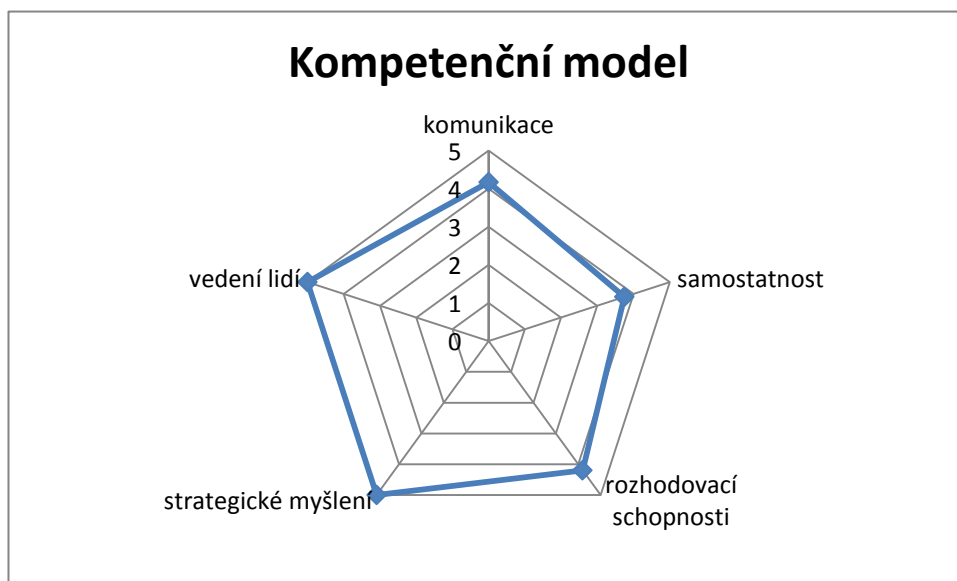 Kompetenční model
komunikace
5
4
3
2
1
0
samostatnost
rozhodovací
schopnosti
strategické myšlení
vedení lidí